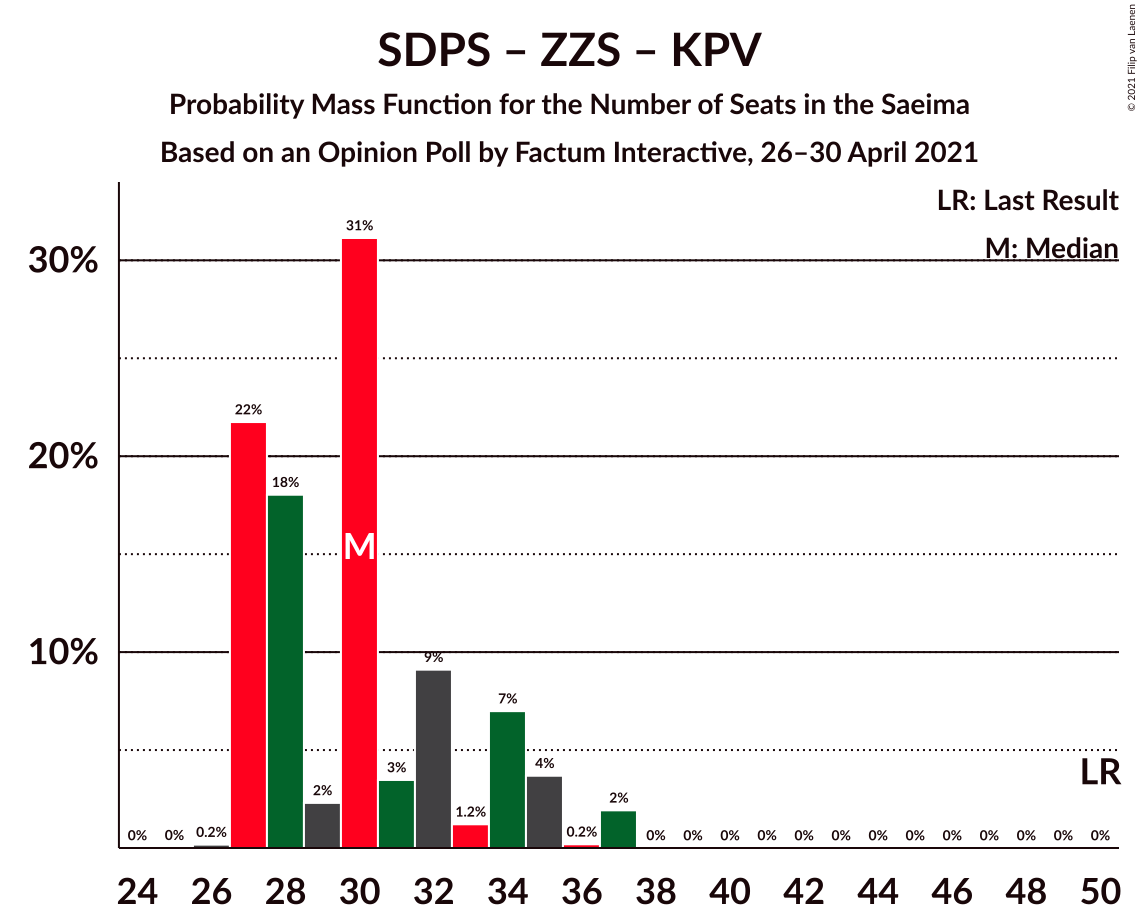 SDPS – ZZS – KPV
Probability Mass Function for the Number of Seats in the Saeima
Based on an Opinion Poll by Factum Interactive, 26–30 April 2021
© 2021 Filip van Laenen
LR: Last Result
M: Median
30%
20%
10%
0% 0% 0.2% 22% 18% 2% 31% 3% 9% 1.2% 7% 4% 0.2% 2% 0% 0% 0% 0% 0% 0% 0% 0% 0% 0% 0% 0% 0%
M
LR
24 26 28 30 32 34 36 38 40 42 44 46 48 50